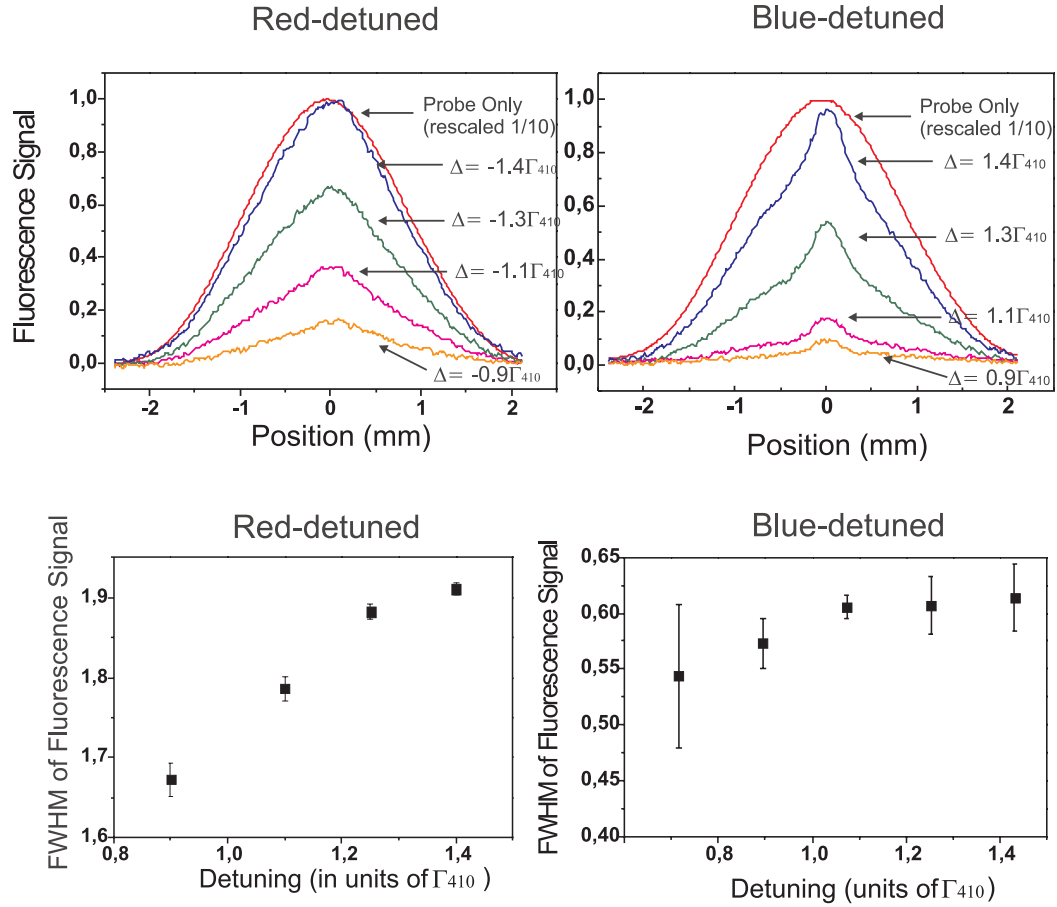 Red-detuned
Blue-detuned
Fluorescence Signal
1,0
0,8
0,6
0,4
0,2
0,0
-2
-1
0
1
2
Position (mm)
Probe Only
(rescaled 1/10)
Δ= -1.4Γ410
Δ= -1.3Γ410
Δ= -1.1Γ410
Δ= -0.9Γ410
1,0
0,8
0,6
0,4
0,2
0,0
-2
-1
0
1
2
Position (mm)
Probe Only
(rescaled 1/10)
Δ= 1.4Γ410
Δ= 1.3Γ410
Δ= 1.1Γ410
Δ= 0.9Γ410
Red-detuned
FWHM of Fluorescence Signal
1,9
1,8
1,7
1,6
0,8
1,0
1,2
1,4
Detuning (in units of Γ410 )
Blue-detuned
FWHM of Fluorescence Signal
0,65
0,60
0,55
0,50
0,45
0,40
0,8
1,0
1,2
1,4
Detuning (units of Γ410)